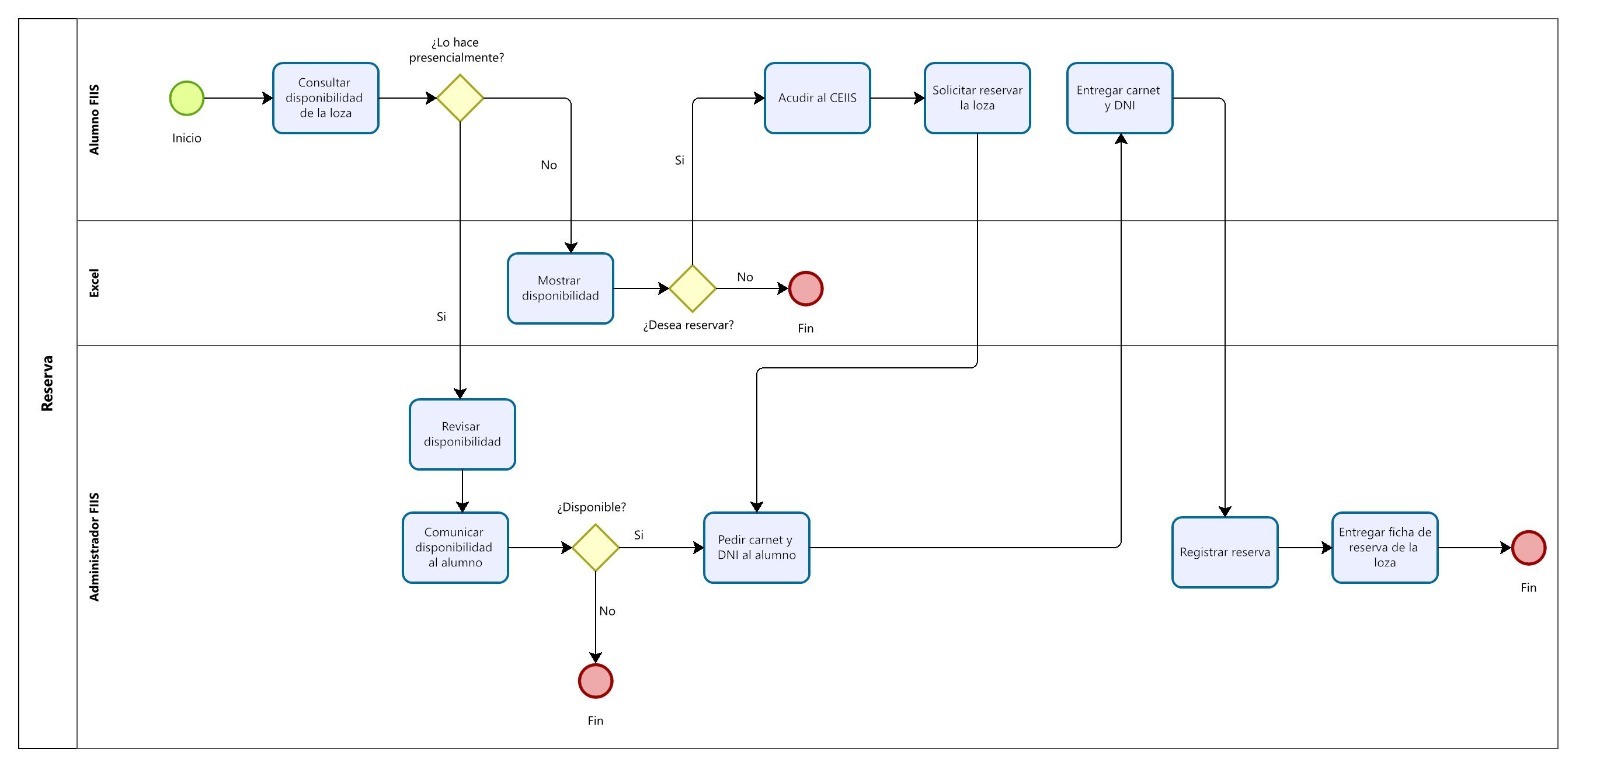 Reserva
Alumno FIIS
Inicio
Consultar
disponibilidad
de la loza
¿Lo hace
presencialmente?
No
Si
Si
Acudir al CEIIS
Solicitar reservar
la loza
Entregar carnet
y DNI
Excel
Mostrar
disponibilidad
¿Desea reservar?
No
Fin
Administrador FIIS
Revisar
disponibilidad
Comunicar
disponibilidad
al alumno
¿Disponible?
Si
No
Fin
Pedir carnet y
DNI al alumno
Registrar reserva
Entregar ficha de
reserva de la
loza
Fin